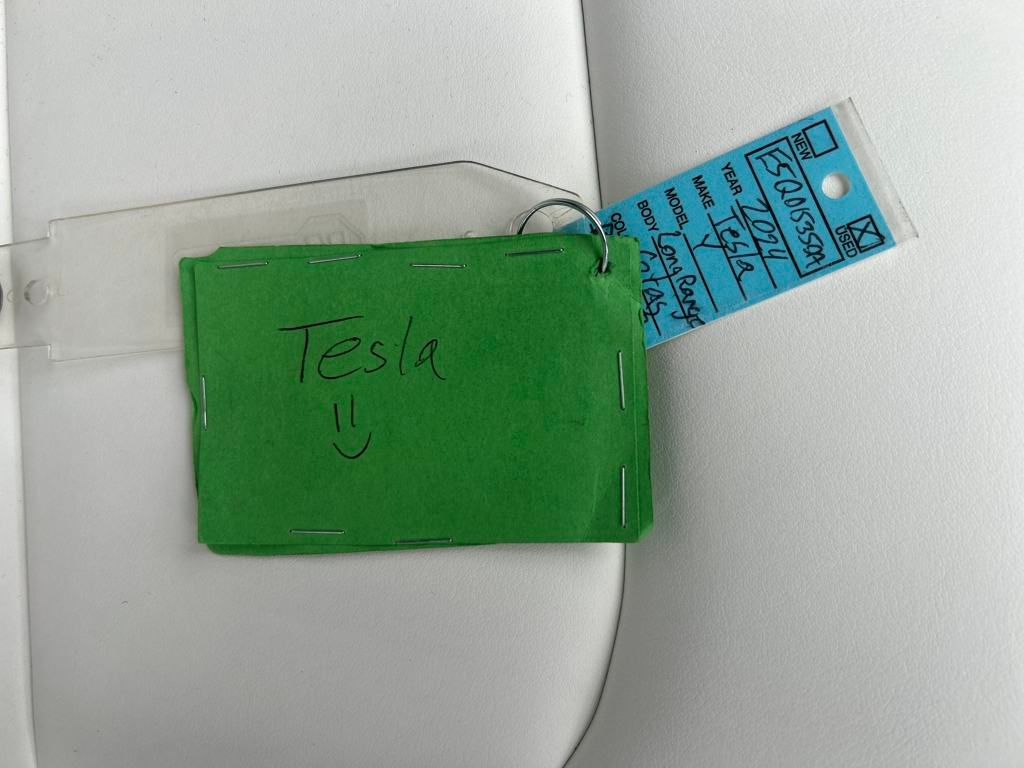 Tesla
NEW
USED
YEAR 2024
MAKE Tesla
MODEL Y
BODY Long Range